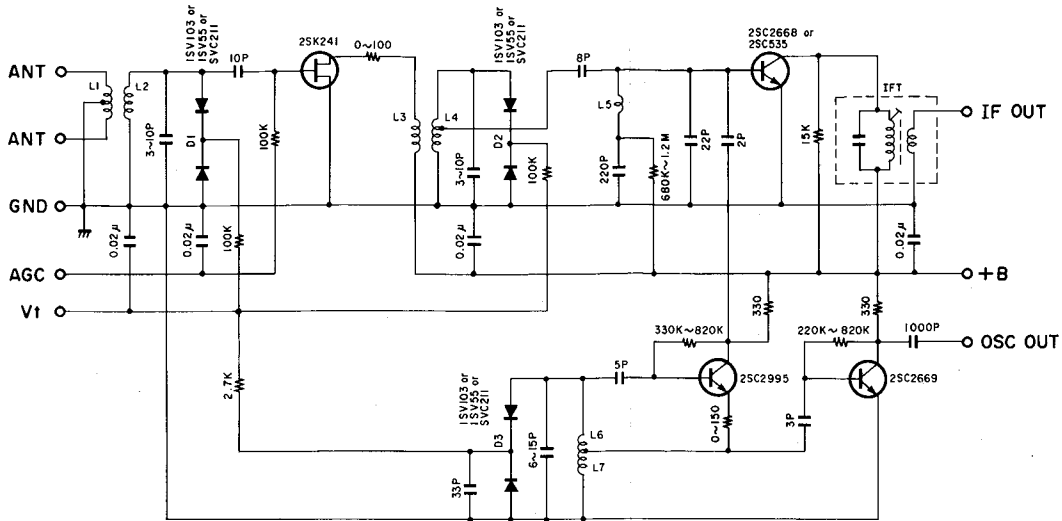 1SV103 or
1SV55 or
SVC211
2SK241
0~100
1SV103 or
1SV55 or
SVC211
2SC2668 or
2SC535
ANT
L1
L2
10P
8P
IFT
IF OUT
ANT
3~10P
D1
100K
L3
L4
3~10P
D2
100K
L5
220P
680K~1.2M
22P
2P
15K
GND
0.02μ
0.02μ
100K
0.02μ
0.02μ
AGC
+B
Vt
330
330
330K~820K
220K~820K
1000P
OSC OUT
2.7K
1SV103 or
1SV55 or
SVC211
5P
2SC2995
2SC2669
D3
33P
6~15P
L6
L7
0~150
3P